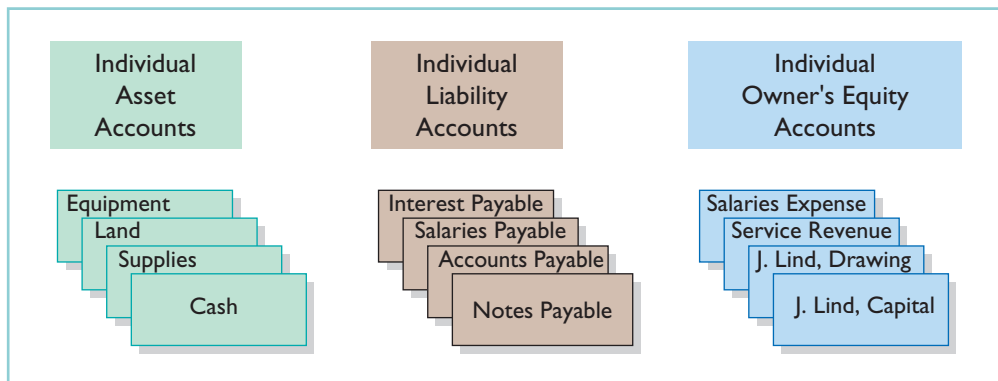 Individual
Asset
Accounts
Individual
Liability
Accounts
Individual
Owner's Equity
Accounts
Equipment
Land
Supplies
Cash
Interest Payable
Salaries Payable
Accounts Payable
Notes Payable
Salaries Expense
Service Revenue
J. Lind, Drawing
J. Lind, Capital